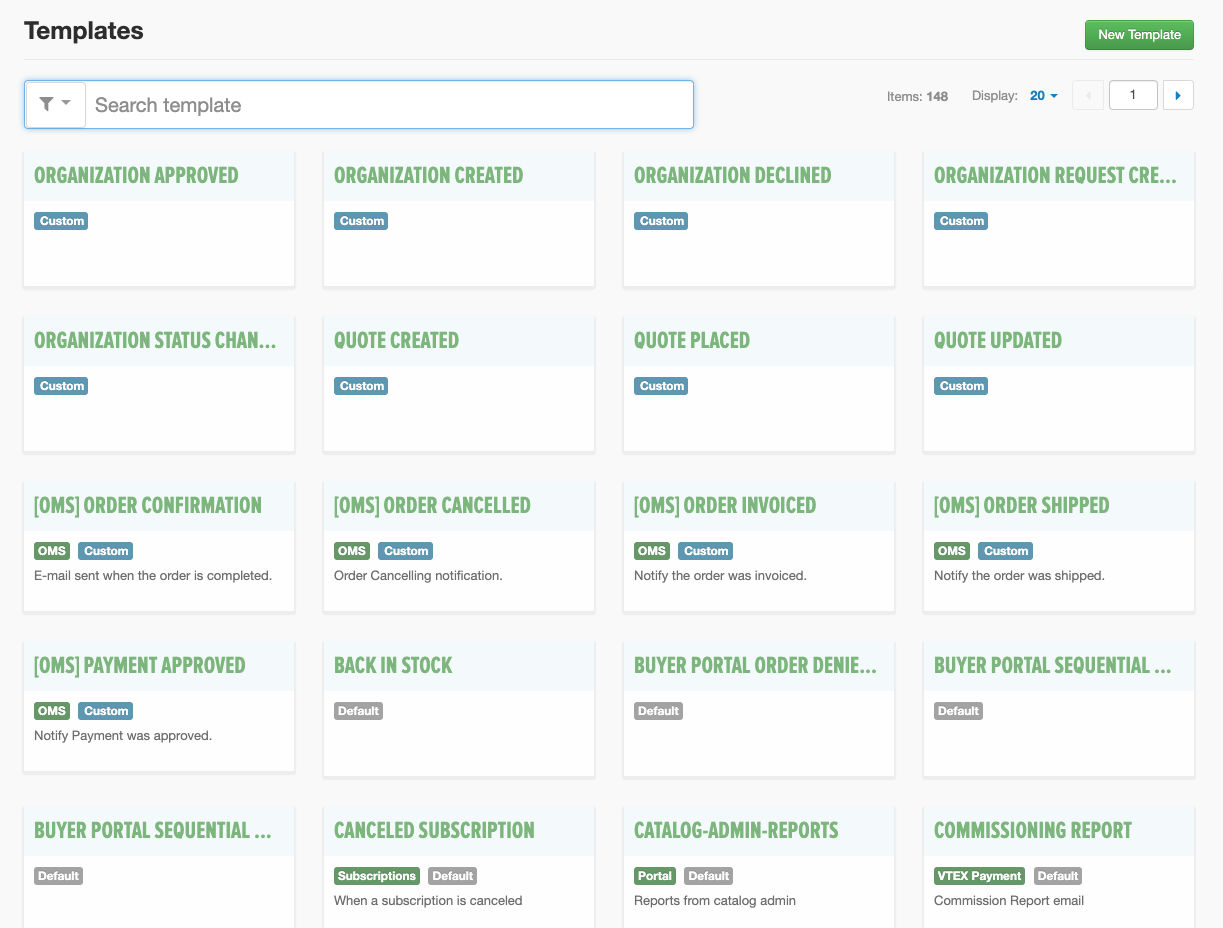 Templates
New Template
Search template
Items: 148 Display: 20 1
ORGANIZATION APPROVED
Custom
ORGANIZATION CREATED
Custom
ORGANIZATION DECLINED
Custom
ORGANIZATION REQUEST CRE...
Custom
ORGANIZATION STATUS CHAN...
Custom
QUOTE CREATED
Custom
QUOTE PLACED
Custom
QUOTE UPDATED
Custom
[OMS] ORDER CONFIRMATION
OMS Custom
E-mail sent when the order is completed.
[OMS] ORDER CANCELLED
OMS Custom
Order Cancelling notification.
[OMS] ORDER INVOICED
OMS Custom
Notify the order was invoiced.
[OMS] ORDER SHIPPED
OMS Custom
Notify the order was shipped.
[OMS] PAYMENT APPROVED
OMS Custom
Notify Payment was approved.
BACK IN STOCK
Default
BUYER PORTAL ORDER DENIE...
Default
BUYER PORTAL SEQUENTIAL ...
Default
BUYER PORTAL SEQUENTIAL ...
Default
CANCELED SUBSCRIPTION
Subscriptions Default
When a subscription is canceled
CATALOG-ADMIN-REPORTS
Portal Default
Reports from catalog admin
COMMISSIONING REPORT
VTEX Payment Default
Commission Report email